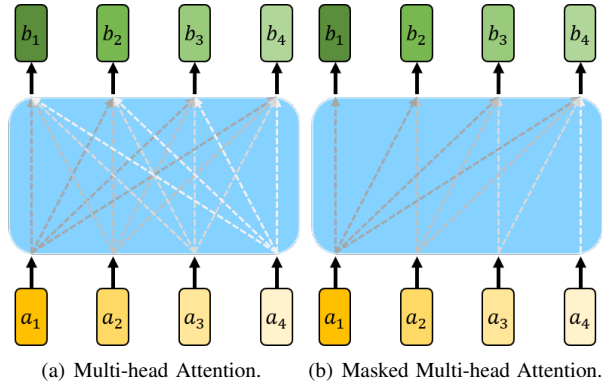 b₁ b₂ b₃ b₄ b₁ b₂ b₃ b₄
a₁ a₂ a₃ a₄ a₁ a₂ a₃ a₄
(a) Multi-head Attention. (b) Masked Multi-head Attention.